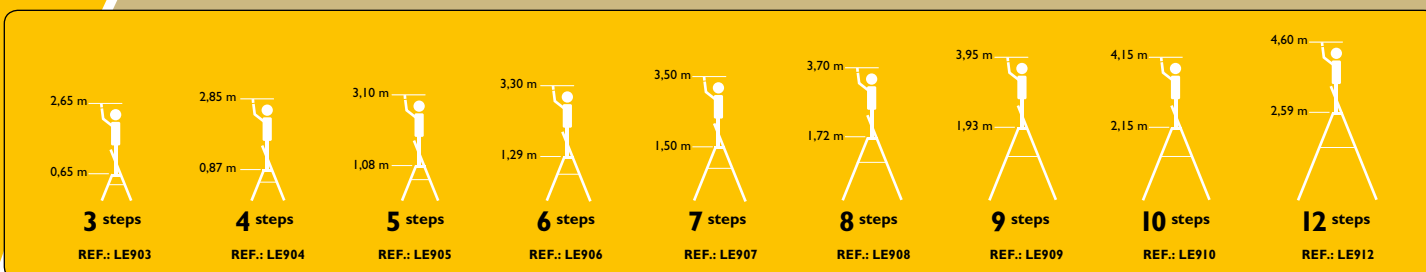 2,65 m
0,65 m
3 steps
REF.: LE903
2,85 m
0,87 m
4 steps
REF.: LE904
3,10 m
1,08 m
5 steps
REF.: LE905
3,30 m
1,29 m
6 steps
REF.: LE906
3,50 m
1,50 m
7 steps
REF.: LE907
3,70 m
1,72 m
8 steps
REF.: LE908
3,95 m
1,93 m
9 steps
REF.: LE909
4,15 m
2,15 m
10 steps
REF.: LE910
4,60 m
2,59 m
12 steps
REF.: LE912